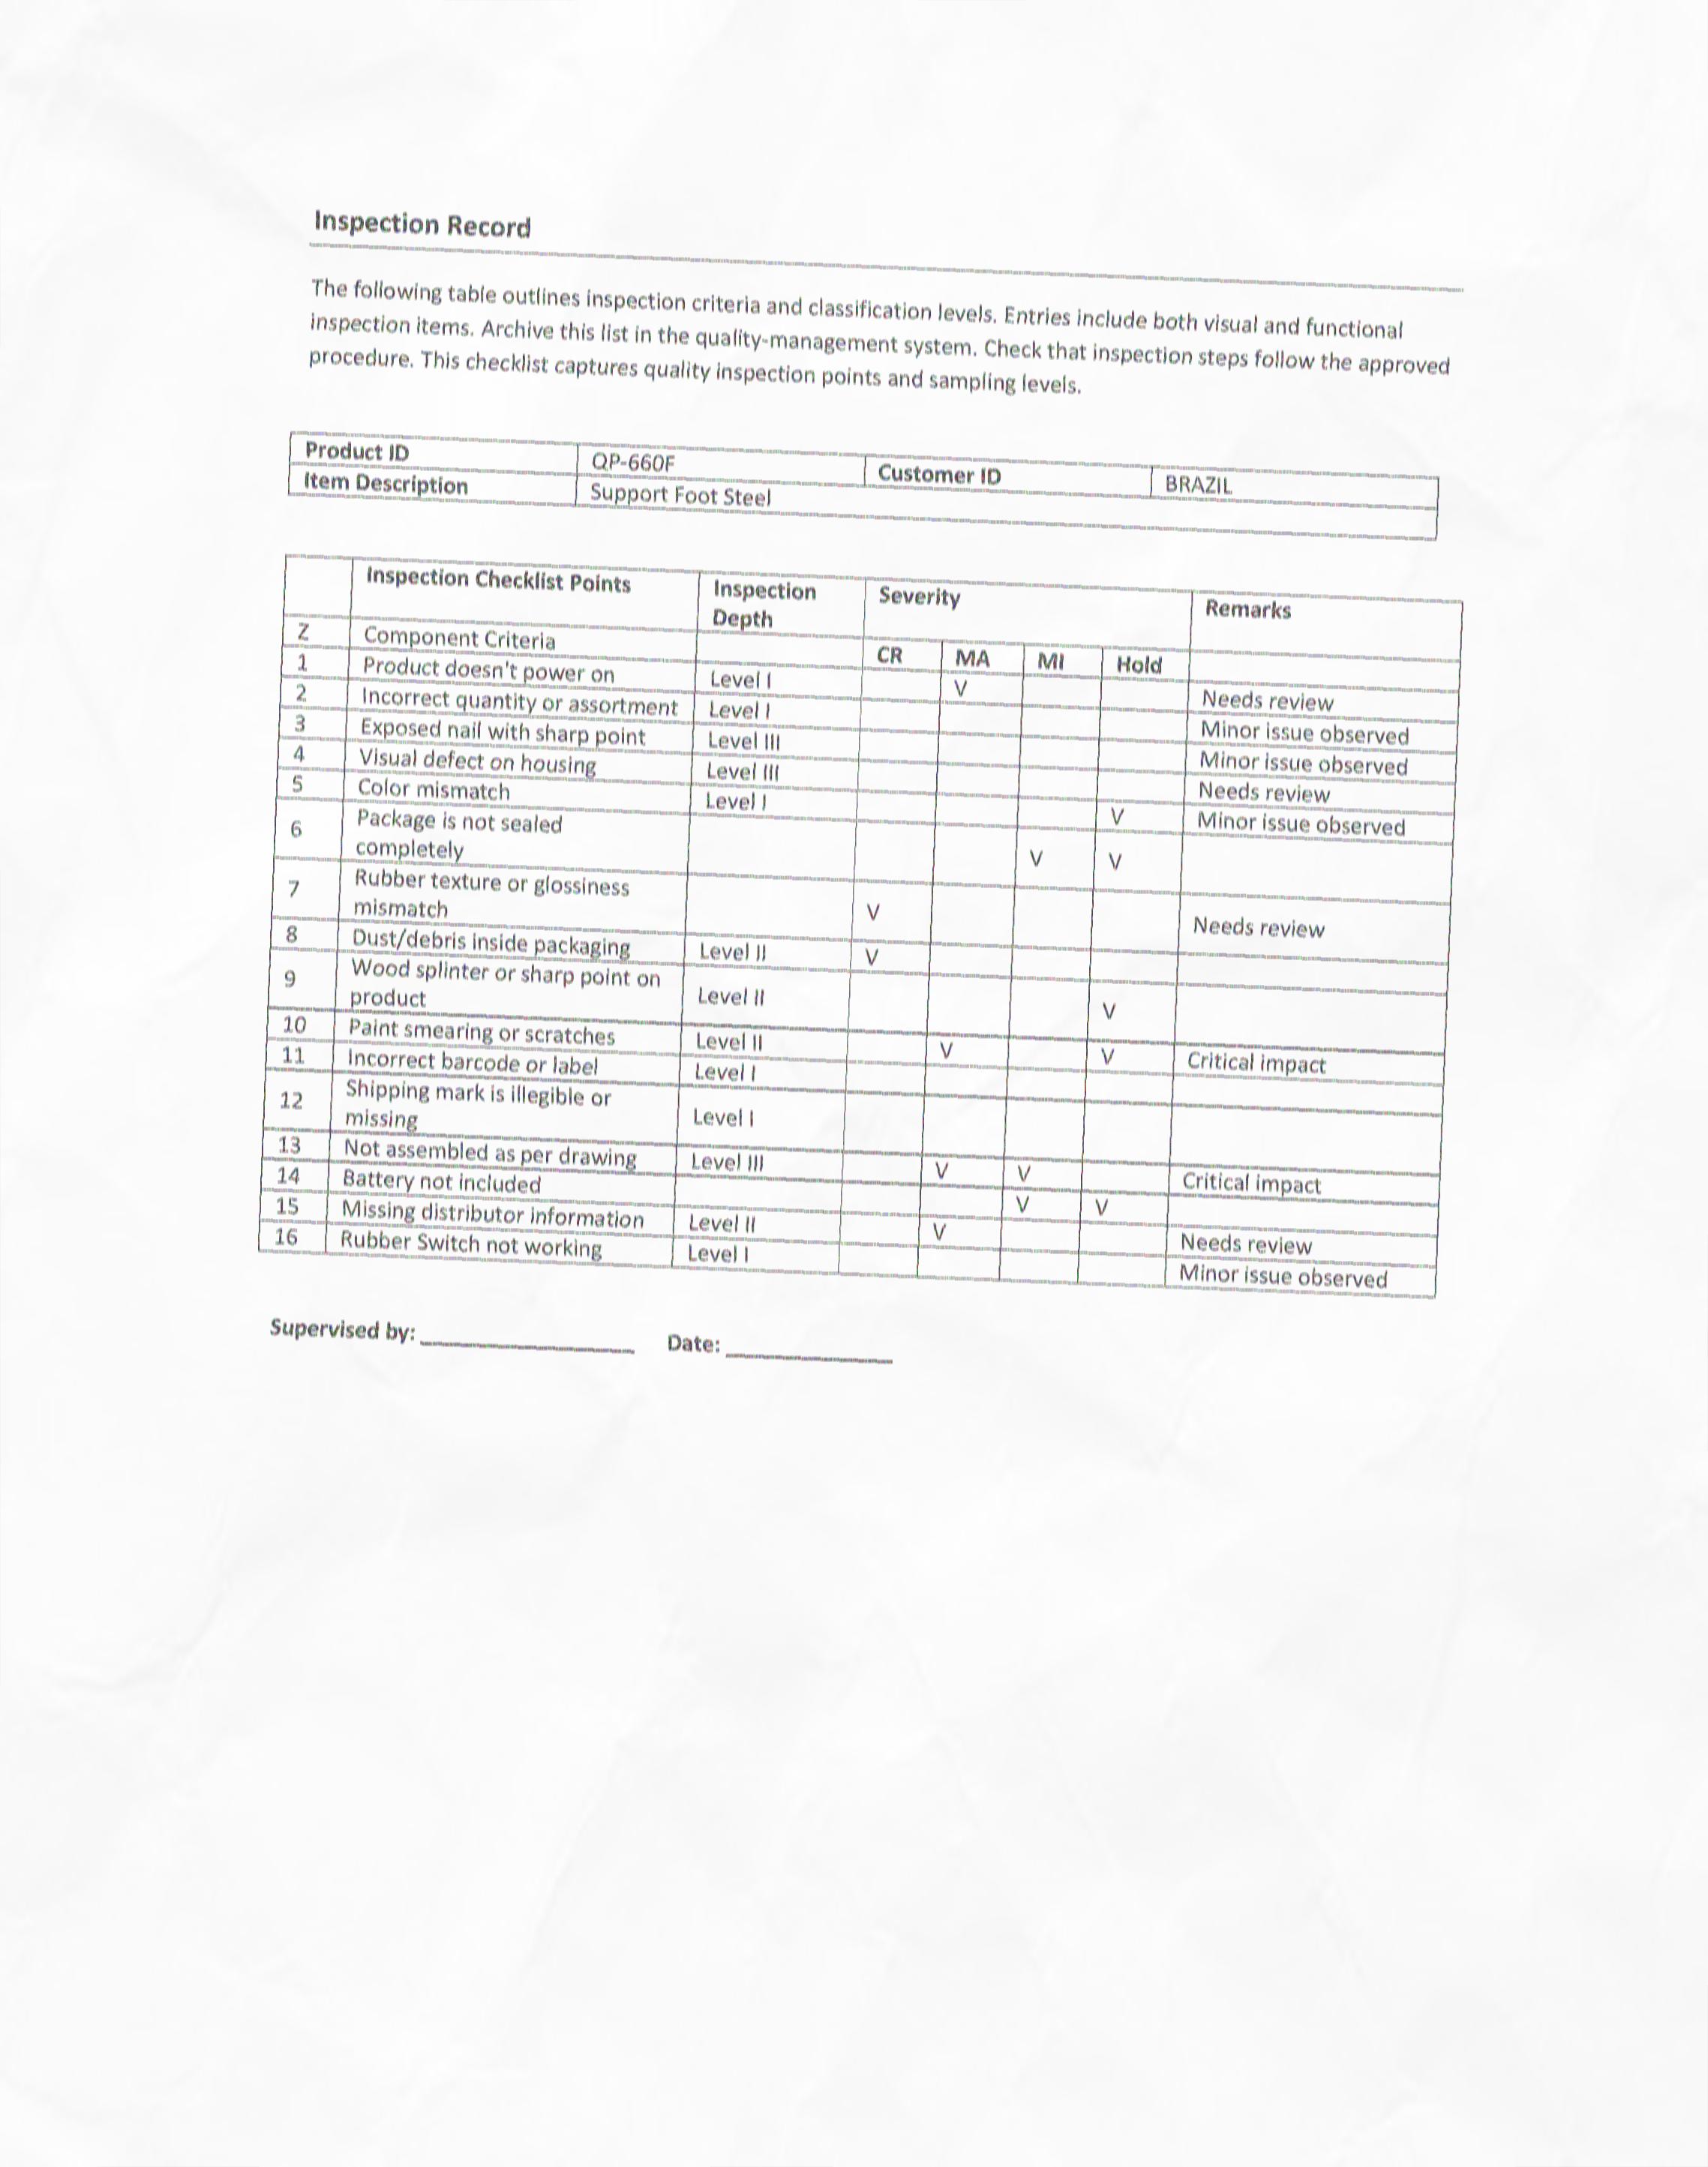 Inspection Record
The following table outlines inspection criteria and classification levels. Entries include both visual and functional
inspection items. Archive this list in the quality-management system. Check that inspection steps follow the approved
procedure. This checklist captures quality inspection points and sampling levels.
Product ID QP-660F Customer ID BRAZIL
Item Description Support Foot Steel
Inspection Checklist Points Inspection Severity Remarks
Depth
Z Component Criteria CR MA MI Hold
1 Product doesn't power on Level I V Needs review
2 Incorrect quantity or assortment Level I Minor issue observed
3 Exposed nail with sharp point Level III Minor issue observed
4 Visual defect on housing Level III Needs review
5 Color mismatch Level I V Minor issue observed
6 Package is not sealed V V
completely
7 Rubber texture or glossiness V Needs review
mismatch
8 Dust/debris inside packaging Level II V
9 Wood splinter or sharp point on Level II V
product
10 Paint smearing or scratches Level II V V Critical impact
11 Incorrect barcode or label Level I
12 Shipping mark is illegible or Level I
missing
13 Not assembled as per drawing Level III V V Critical impact
14 Battery not included V V
15 Missing distributor information Level II V Needs review
16 Rubber Switch not working Level I Minor issue observed
Supervised by: Date: